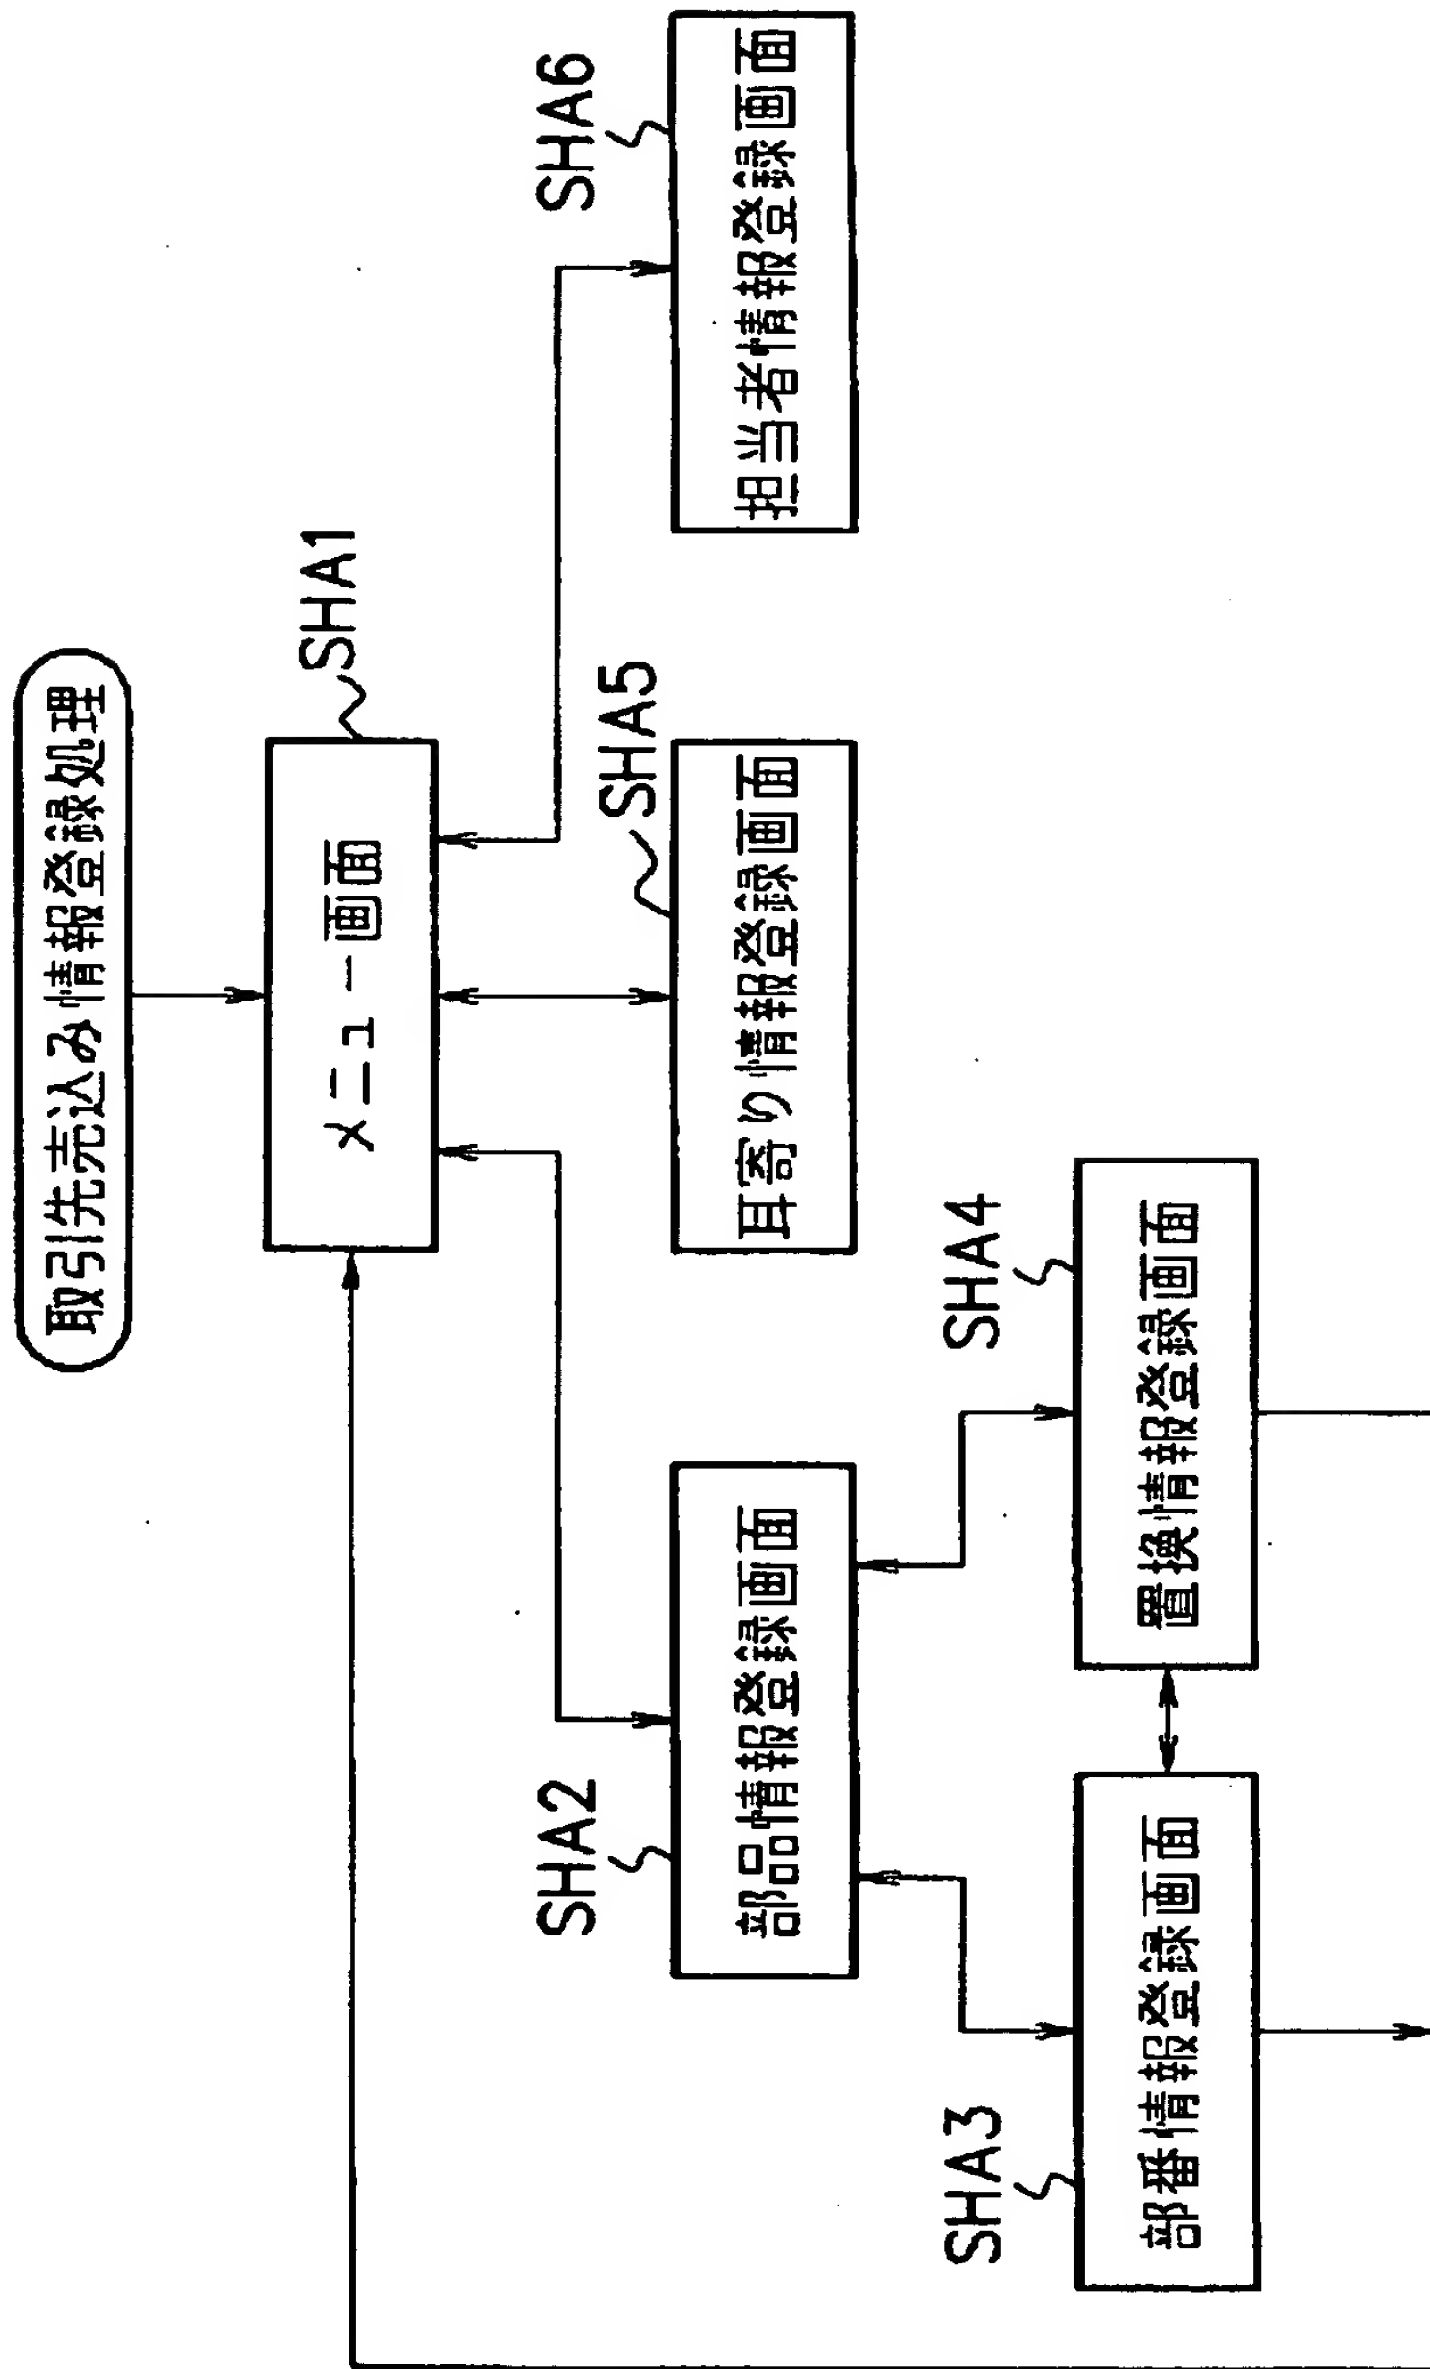 取引先売込み情報登録処理
SHA1
メニュー画面
SHA2
部品情報登録画面
SHA5
耳寄り情報登録画面
SHA6
担当者情報登録画面
SHA3
部番情報登録画面
SHA4
置換情報登録画面